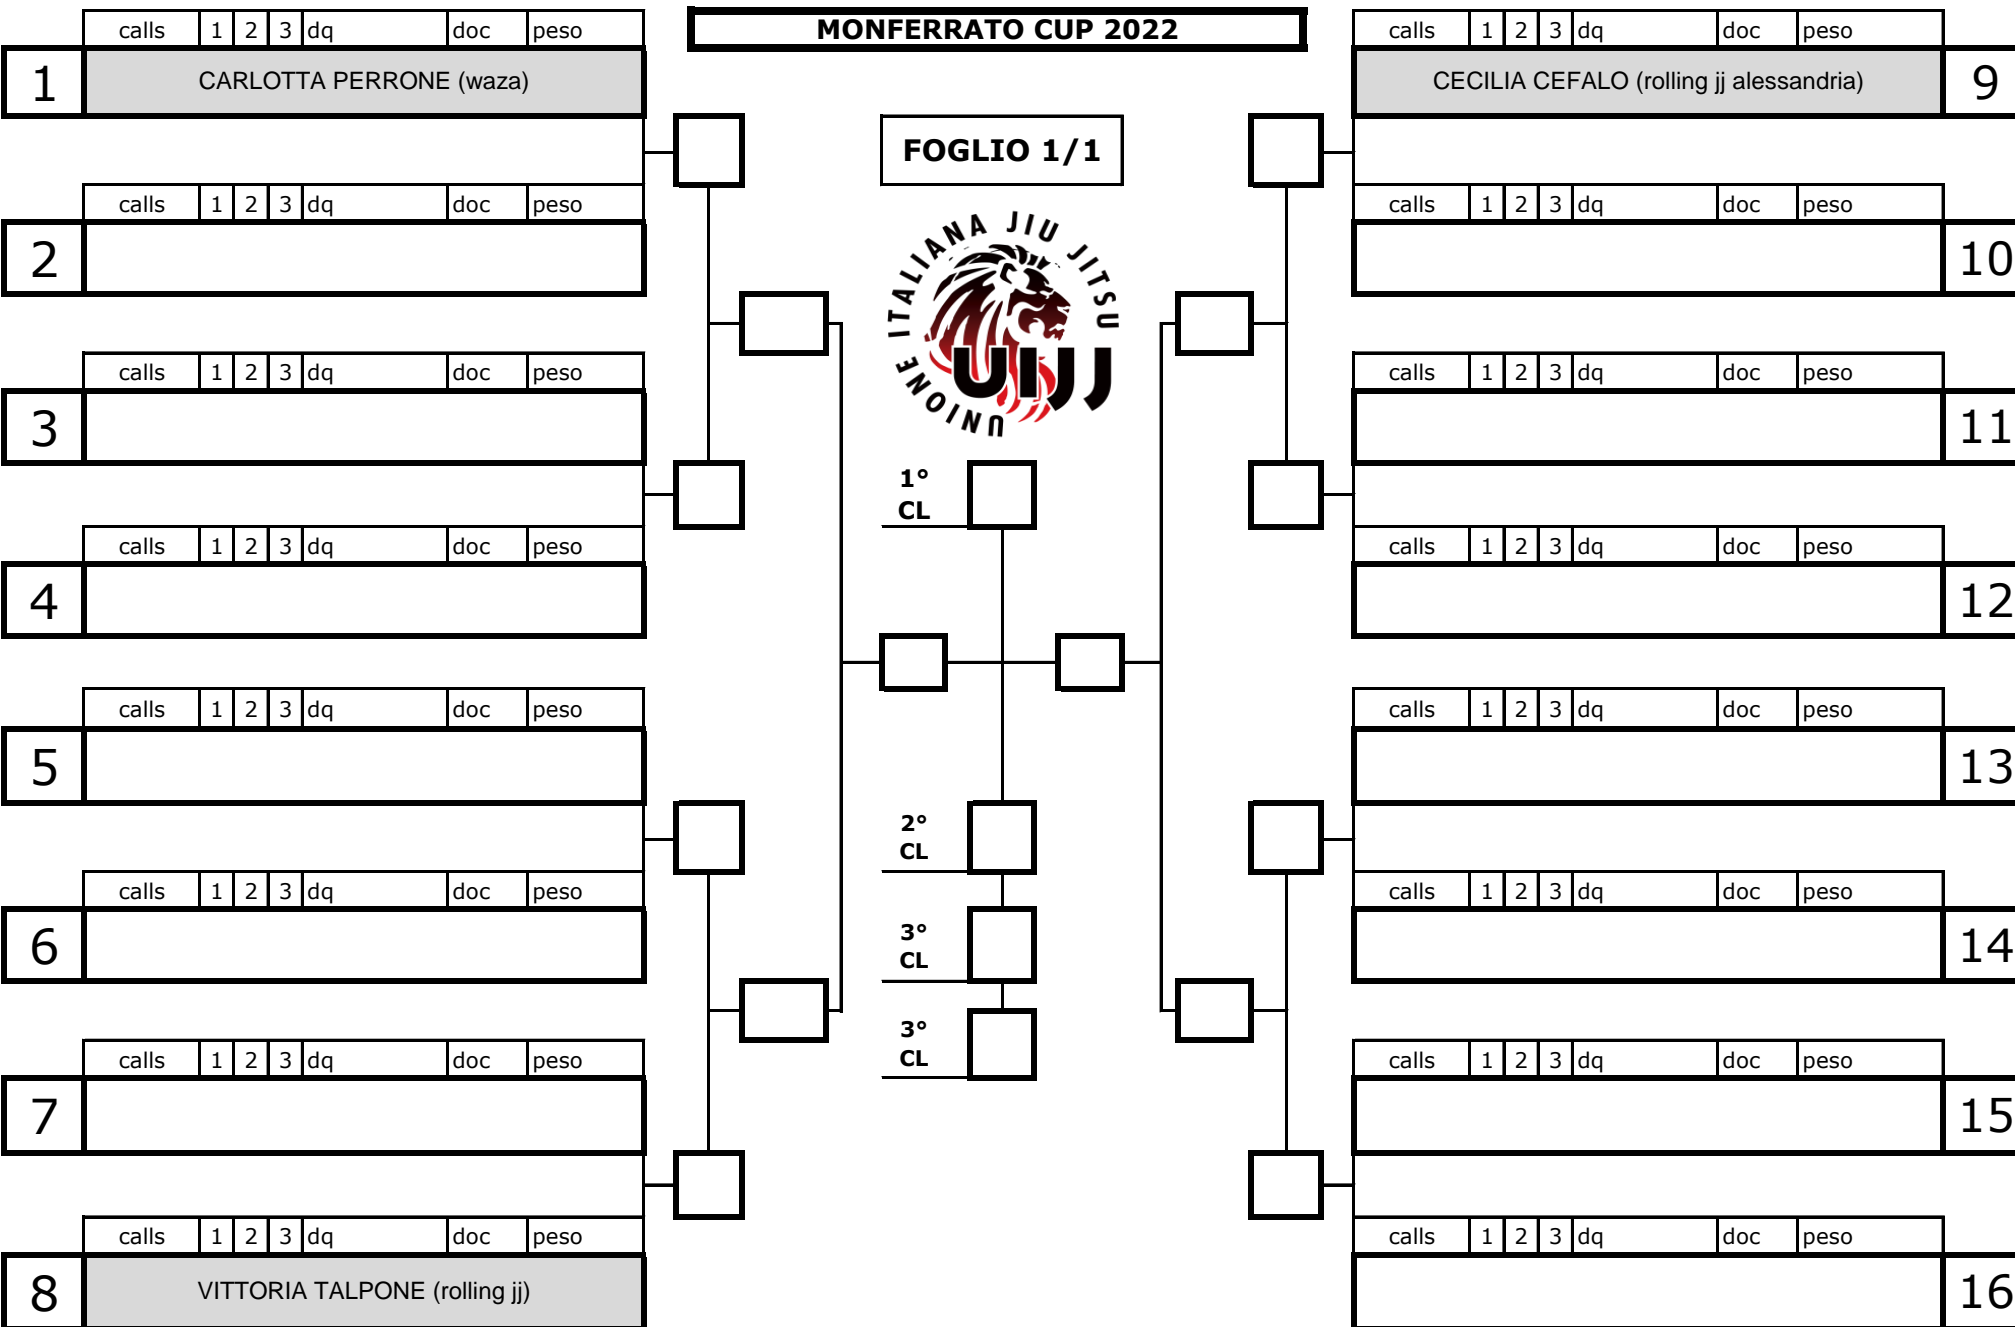 MONFERRATO CUP 2022
FOGLIO 1/1
UNIONE ITALIANA JIU JITSU
UIJJ
calls 1 2 3 dq doc peso
1 CARLOTTA PERRONE (waza)
calls 1 2 3 dq doc peso
2
calls 1 2 3 dq doc peso
3
calls 1 2 3 dq doc peso
4
calls 1 2 3 dq doc peso
5
calls 1 2 3 dq doc peso
6
calls 1 2 3 dq doc peso
7
calls 1 2 3 dq doc peso
8 VITTORIA TALPONE (rolling jj)
1°
CL
2°
CL
3°
CL
3°
CL
calls 1 2 3 dq doc peso
CECILIA CEFALO (rolling jj alessandria) 9
calls 1 2 3 dq doc peso
10
calls 1 2 3 dq doc peso
11
calls 1 2 3 dq doc peso
12
calls 1 2 3 dq doc peso
13
calls 1 2 3 dq doc peso
14
calls 1 2 3 dq doc peso
15
calls 1 2 3 dq doc peso
16